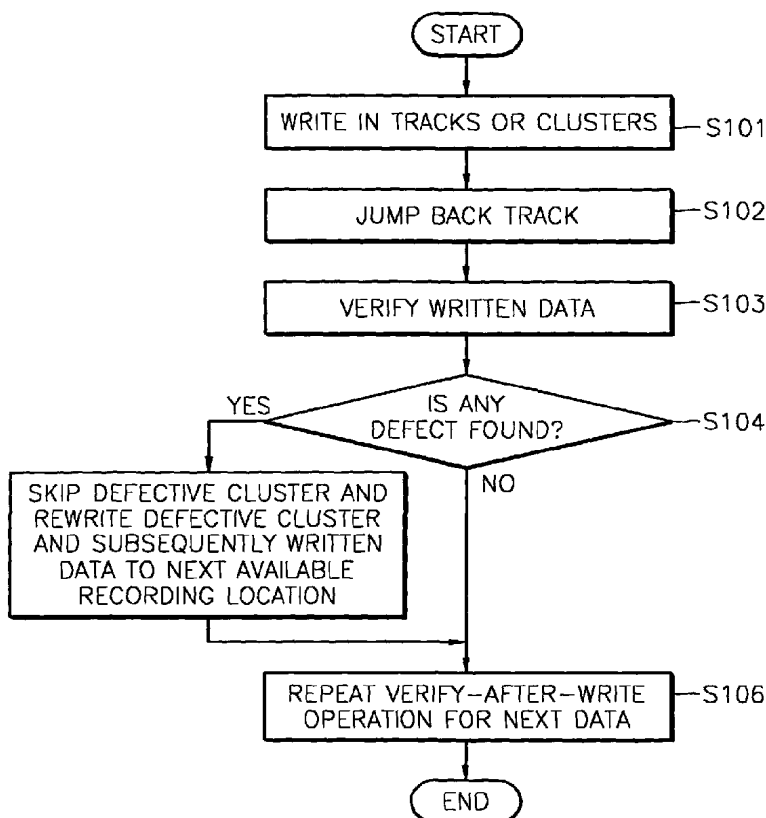 START
WRITE IN TRACKS OR CLUSTERS
S101
JUMP BACK TRACK
S102
VERIFY WRITTEN DATA
S103
IS ANY
DEFECT FOUND?
S104
YES
NO
SKIP DEFECTIVE CLUSTER AND
REWRITE DEFECTIVE CLUSTER
AND SUBSEQUENTLY WRITTEN
DATA TO NEXT AVAILABLE
RECORDING LOCATION
REPEAT VERIFY-AFTER-WRITE
OPERATION FOR NEXT DATA
S106
END